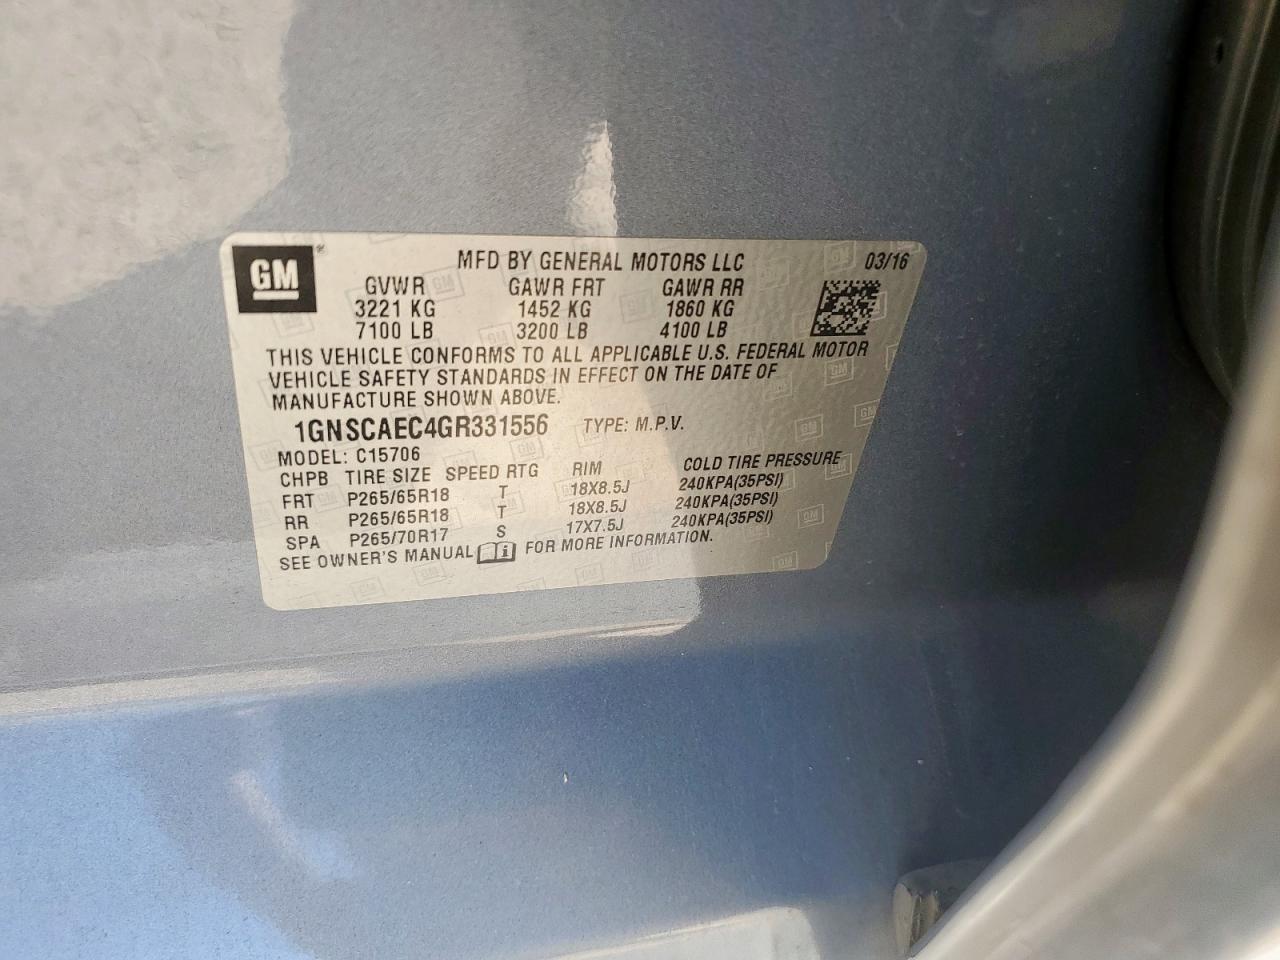 GM
MFD BY GENERAL MOTORS LLC 03/16
GVWR GAWR FRT GAWR RR
3221 KG 1452 KG 1860 KG
7100 LB 3200 LB 4100 LB
THIS VEHICLE CONFORMS TO ALL APPLICABLE U.S. FEDERAL MOTOR
VEHICLE SAFETY STANDARDS IN EFFECT ON THE DATE OF
MANUFACTURE SHOWN ABOVE.
1GNSCAEC4GR331556 TYPE: M.P.V.
MODEL: C15706
CHPB TIRE SIZE SPEED RTG RIM COLD TIRE PRESSURE
FRT P265/65R18 T 18X8.5J 240KPA(35PSI)
RR P265/65R18 T 18X8.5J 240KPA(35PSI)
SPA P265/70R17 S 17X7.5J 240KPA(35PSI)
SEE OWNER'S MANUAL FOR MORE INFORMATION.